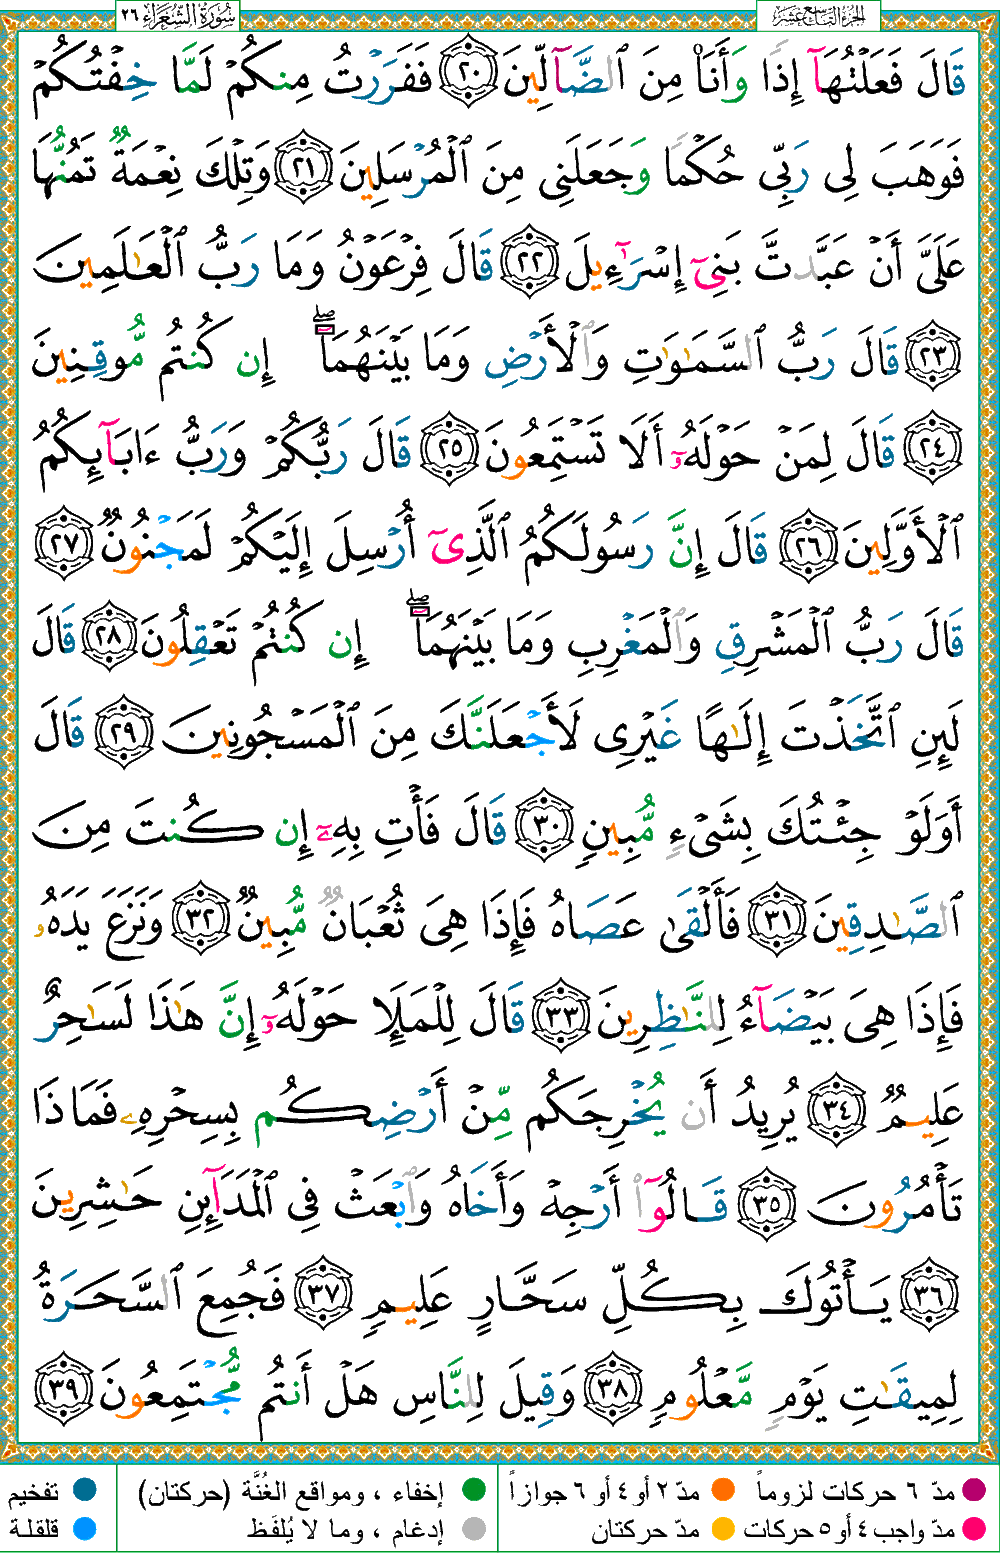 سُورَةُ الشُّعَرَاءِ ٢٦
الجزء التاسع عشر
قَالَ فَعَلْتُهَآ إِذًا وَأَنَا۠ مِنَ ٱلضَّآلِّينَ ٢٠ فَفَرَرْتُ مِنكُمْ لَمَّا خِفْتُكُمْ
فَوَهَبَ لِى رَبِّى حُكْمًا وَجَعَلَنِى مِنَ ٱلْمُرْسَلِينَ ٢١ وَتِلْكَ نِعْمَةٌ تَمُنُّهَا
عَلَىَّ أَنْ عَبَّدتَّ بَنِىٓ إِسْرَٰٓءِيلَ ٢٢ قَالَ فِرْعَوْنُ وَمَا رَبُّ ٱلْعَٰلَمِينَ
٢٣ قَالَ رَبُّ ٱلسَّمَٰوَٰتِ وَٱلْأَرْضِ وَمَا بَيْنَهُمَآ ۖ إِن كُنتُم مُّوقِنِينَ
٢٤ قَالَ لِمَنْ حَوْلَهُۥٓ أَلَا تَسْتَمِعُونَ ٢٥ قَالَ رَبُّكُمْ وَرَبُّ ءَابَآئِكُمُ
ٱلْأَوَّلِينَ ٢٦ قَالَ إِنَّ رَسُولَكُمُ ٱلَّذِىٓ أُرْسِلَ إِلَيْكُمْ لَمَجْنُونٌ ٢٧
قَالَ رَبُّ ٱلْمَشْرِقِ وَٱلْمَغْرِبِ وَمَا بَيْنَهُمَآ ۖ إِن كُنتُمْ تَعْقِلُونَ ٢٨ قَالَ
لَئِنِ ٱتَّخَذْتَ إِلَٰهًا غَيْرِى لَأَجْعَلَنَّكَ مِنَ ٱلْمَسْجُونِينَ ٢٩ قَالَ
أَوَلَوْ جِئْتُكَ بِشَىْءٍ مُّبِينٍ ٣٠ قَالَ فَأْتِ بِهِۦٓ إِن كُنتَ مِنَ
ٱلصَّٰدِقِينَ ٣١ فَأَلْقَىٰ عَصَاهُ فَإِذَا هِىَ ثُعْبَانٌ مُّبِينٌ ٣٢ وَنَزَعَ يَدَهُۥ
فَإِذَا هِىَ بَيْضَآءُ لِلنَّٰظِرِينَ ٣٣ قَالَ لِلْمَلَإِ حَوْلَهُۥٓ إِنَّ هَٰذَا لَسَٰحِرٌ
عَلِيمٌ ٣٤ يُرِيدُ أَن يُخْرِجَكُم مِّنْ أَرْضِكُم بِسِحْرِهِۦ فَمَاذَا
تَأْمُرُونَ ٣٥ قَالُوٓا۟ أَرْجِهْ وَأَخَاهُ وَٱبْعَثْ فِى ٱلْمَدَآئِنِ حَٰشِرِينَ
٣٦ يَأْتُوكَ بِكُلِّ سَحَّارٍ عَلِيمٍ ٣٧ فَجُمِعَ ٱلسَّحَرَةُ
لِمِيقَٰتِ يَوْمٍ مَّعْلُومٍ ٣٨ وَقِيلَ لِلنَّاسِ هَلْ أَنتُم مُّجْتَمِعُونَ ٣٩
مدّ ٦ حركات لزوماً
مدّ ٢ أو ٤ أو ٦ جوازاً
إخفاء ، ومواقع الغُنَّة (حركتان)
تفخيم
مدّ واجب ٤ أو ٥ حركات
مدّ حركتان
إدغام ، وما لا يُلفَظ
قلقلة